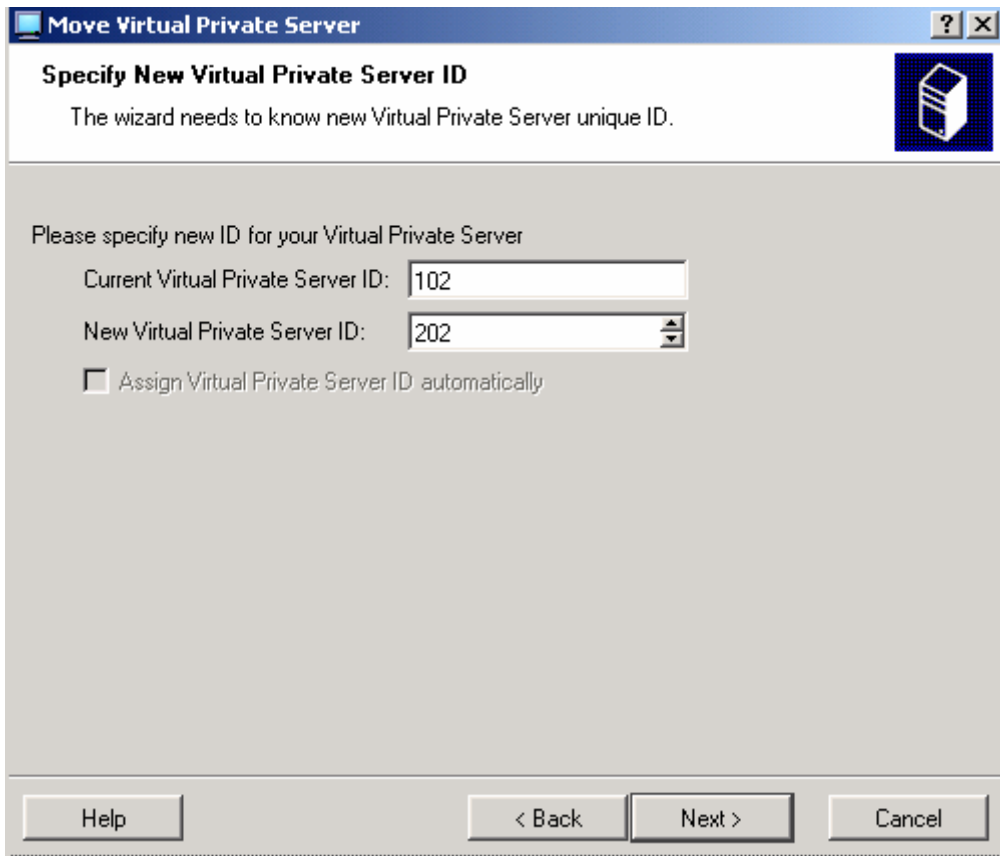 Move Virtual Private Server
Specify New Virtual Private Server ID
The wizard needs to know new Virtual Private Server unique ID.
Please specify new ID for your Virtual Private Server
Current Virtual Private Server ID: 102
New Virtual Private Server ID: 202
Assign Virtual Private Server ID automatically
Help < Back Next > Cancel